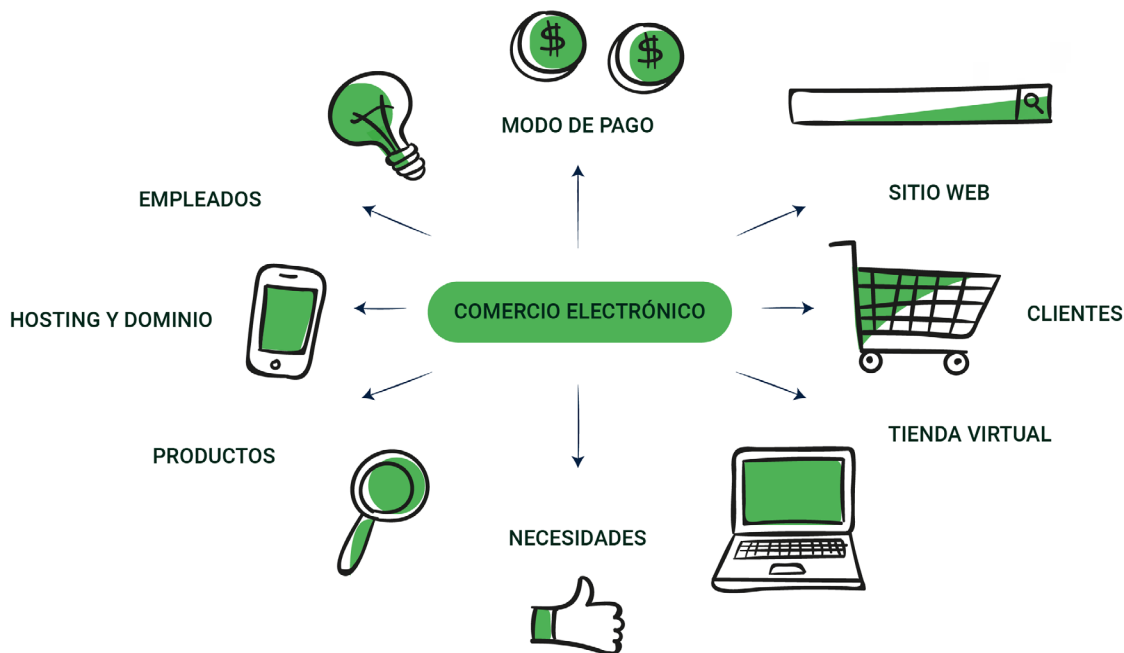 MODO DE PAGO
EMPLEADOS
SITIO WEB
COMERCIO ELECTRÓNICO
HOSTING Y DOMINIO
CLIENTES
TIENDA VIRTUAL
PRODUCTOS
NECESIDADES